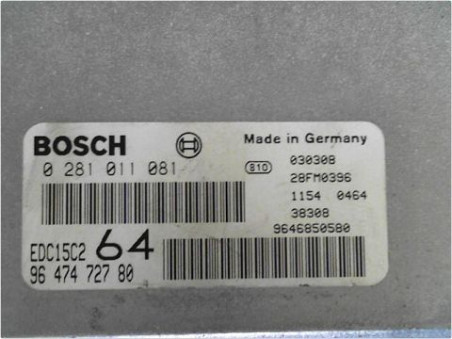 BOSCH
Made in Germany
0 281 011 081
810
030308
28FM0396
1154 0464
38308
9646850580
EDC15C2 64
96 474 727 80